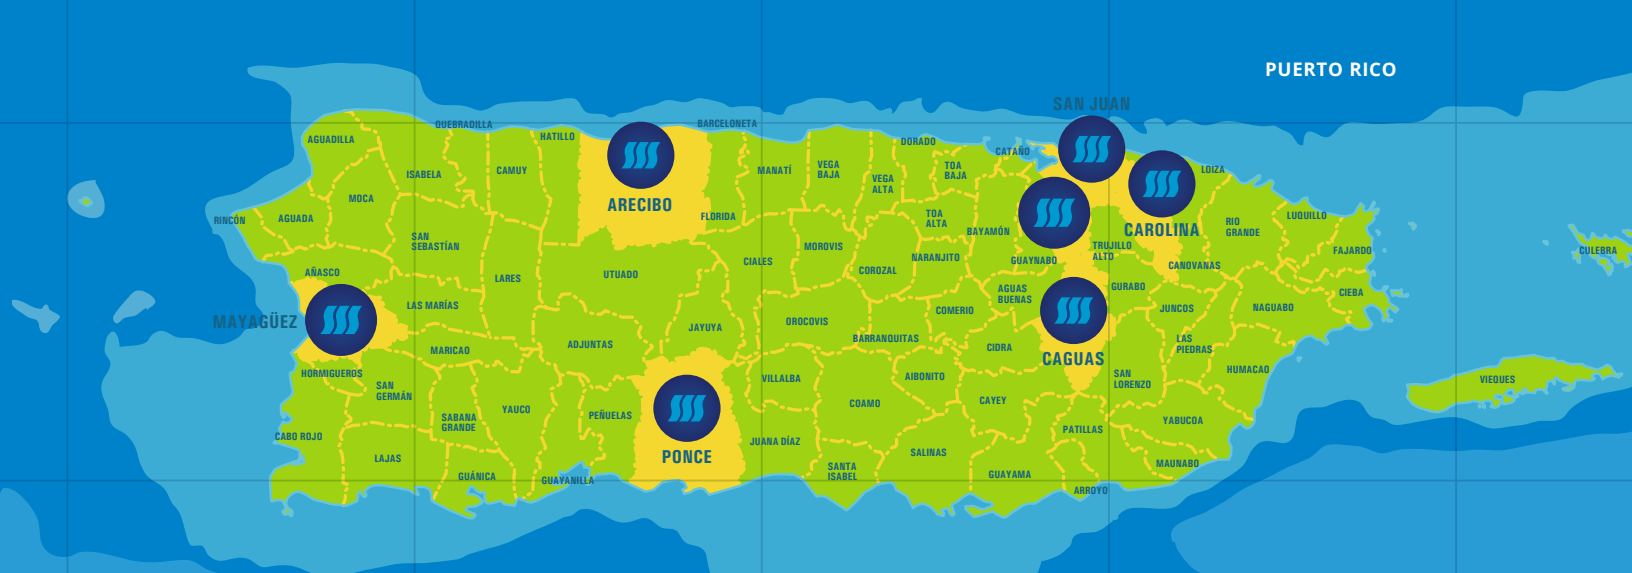 PUERTO RICO
SAN JUAN
QUEBRADILLA
BARCELONETA
AGUADILLA
HATILLO
DORADO
CATAÑO
ISABELA
CAMUY
MANATÍ
VEGA
BAJA
VEGA
ALTA
TOA
BAJA
LOIZA
MOCA
ARECIBO
RINCÓN
AGUADA
FLORIDA
TOA
ALTA
BAYAMÓN
CAROLINA
RIO
GRANDE
LUQUILLO
SAN
SEBASTÍAN
MOROVIS
TRUJILLO
ALTO
FAJARDO
CULEBRA
AÑASCO
LARES
UTUADO
CIALES
COROZAL
NARANJITO
GUAYNABO
CANOVANAS
LAS MARÍAS
AGUAS
BUENAS
GURABO
CIEBA
MAYAGÜEZ
JAYUYA
OROCOVIS
COMERIO
JUNCOS
NAGUABO
MARICAO
ADJUNTAS
BARRANQUITAS
CIDRA
CAGUAS
LAS
PIEDRAS
HORMIGUEROS
SAN
GERMÁN
VILLALBA
AIBONITO
SAN
LORENZO
HUMACAO
VIEQUES
SABANA
GRANDE
YAUCO
PEÑUELAS
COAMO
CAYEY
YABUCOA
CABO ROJO
PONCE
JUANA DÍAZ
PATILLAS
LAJAS
SALINAS
MAUNABO
GUÁNICA
GUAYANILLA
SANTA
ISABEL
GUAYAMA
ARROYO